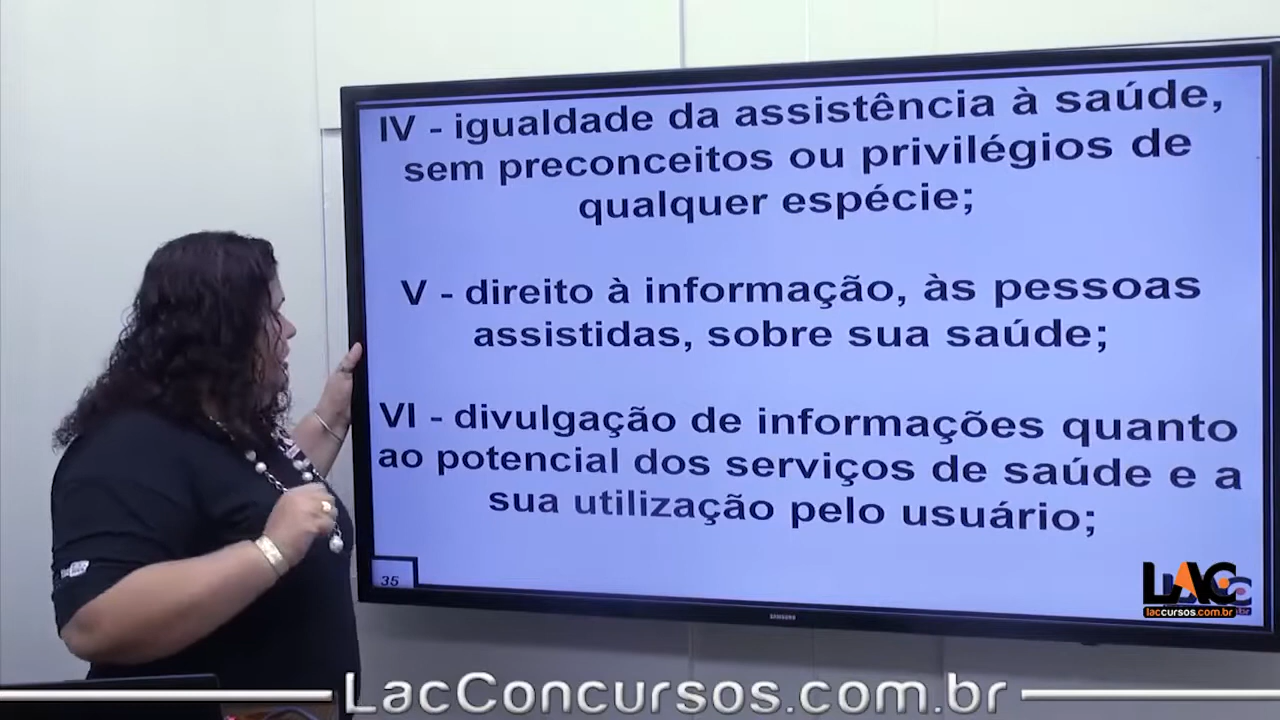 IV - igualdade da assistência à saúde,
sem preconceitos ou privilégios de
qualquer espécie;
V - direito à informação, às pessoas
assistidas, sobre sua saúde;
VI - divulgação de informações quanto
ao potencial dos serviços de saúde e a
sua utilização pelo usuário;
35
LAC
laccursos.com.br
SAMSUNG
LacConcursos.com.br